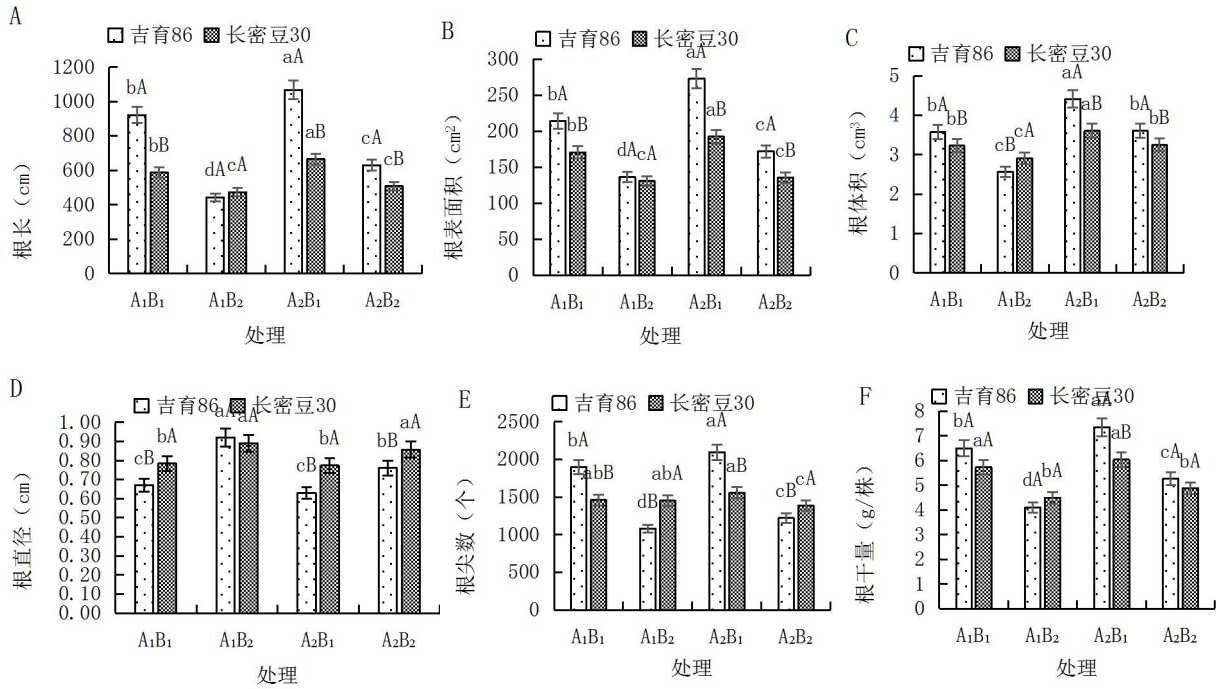 A
吉育86 长密豆30
1200
1000
800
600
400
200
0
根长（cm）
bA bB dA cA aA aB cA cB
A₁B₁ A₁B₂ A₂B₁ A₂B₂
处理
B
吉育86 长密豆30
300
250
200
150
100
50
0
根表面积（cm²）
bA bB dA cA aA aB cA cB
A₁B₁ A₁B₂ A₂B₁ A₂B₂
处理
C
吉育86 长密豆30
5
4
3
2
1
0
根体积（cm³）
bA bB cB cA aA aB bA bB
A₁B₁ A₁B₂ A₂B₁ A₂B₂
处理
D
吉育86 长密豆30
1.00
0.90
0.80
0.70
0.60
0.50
0.40
0.30
0.20
0.10
0.00
根直径（cm）
cB bA aA aA cB bA bB aA
A₁B₁ A₁B₂ A₂B₁ A₂B₂
处理
E
吉育86 长密豆30
2500
2000
1500
1000
500
0
根尖数（个）
bA abB dB abA aA aB cB cA
A₁B₁ A₁B₂ A₂B₁ A₂B₂
处理
F
吉育86 长密豆30
8
7
6
5
4
3
2
1
0
根干量（g/株）
bA aA dA bA aA aB cA bA
A₁B₁ A₁B₂ A₂B₁ A₂B₂
处理